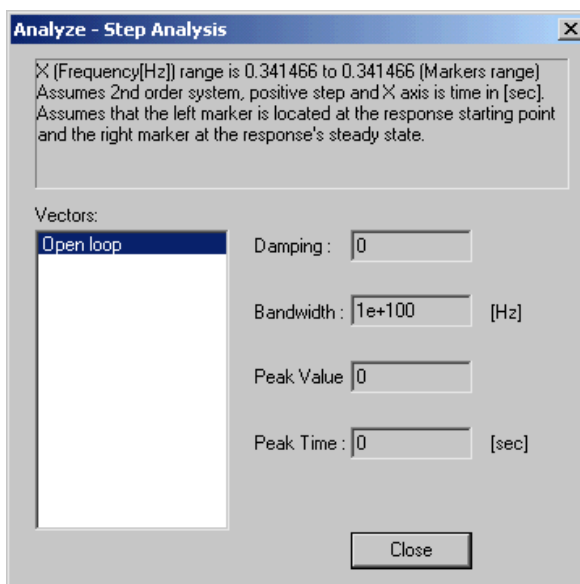 Analyze - Step Analysis
X (Frequency[Hz]) range is 0.341466 to 0.341466 (Markers range)
Assumes 2nd order system, positive step and X axis is time in [sec].
Assumes that the left marker is located at the response starting point
and the right marker at the response's steady state.
Vectors:
Open loop
Damping : 0
Bandwidth : 1e+100 [Hz]
Peak Value 0
Peak Time : 0 [sec]
Close